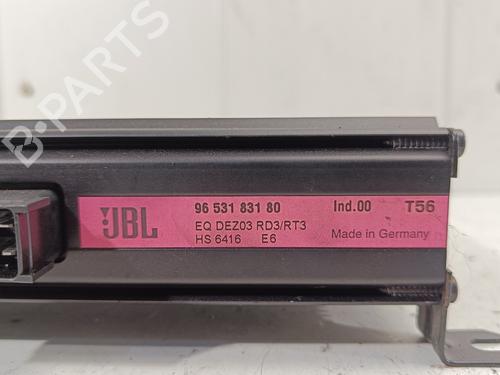 B-PARTS
JBL
96 531 831 80 Ind.00 T56
EQ DEZ03 RD3/RT3
HS 6416 E6 Made in Germany